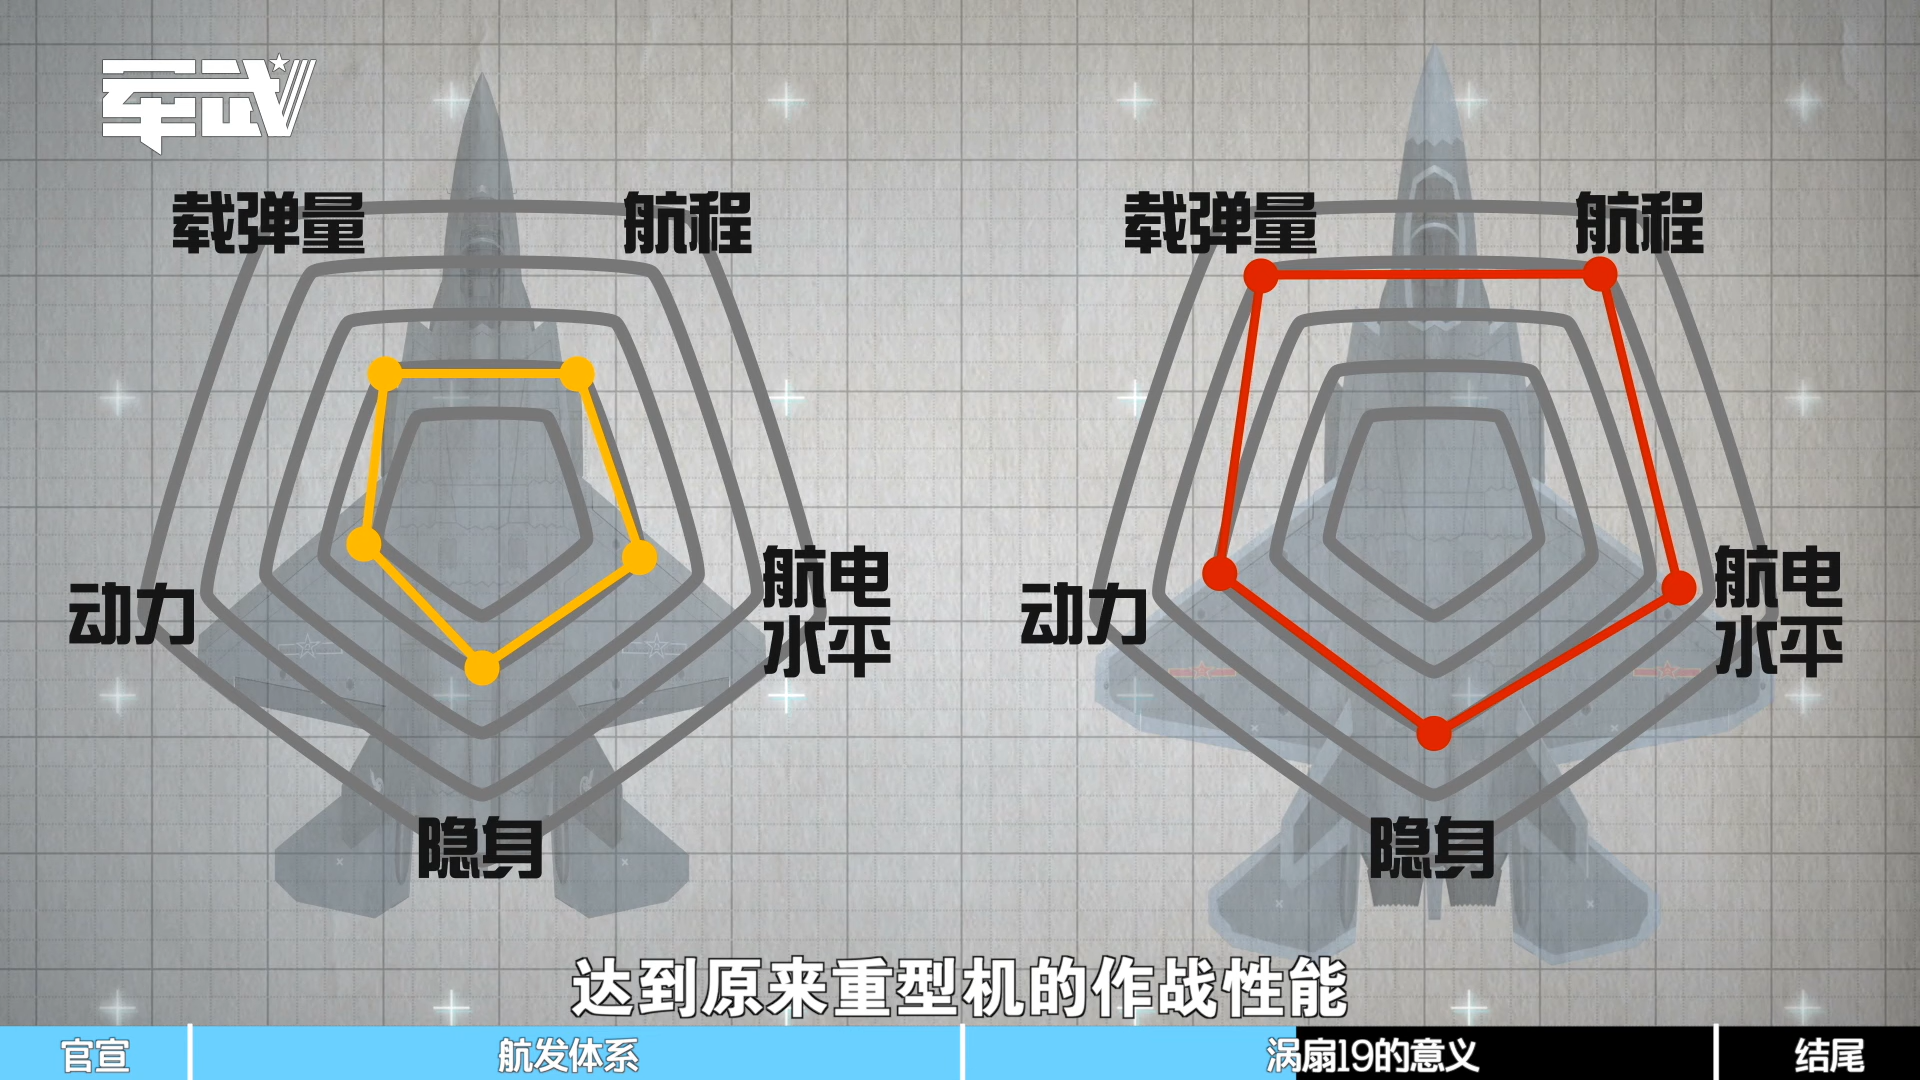 军武
载弹量
航程
动力
航电
水平
隐身
载弹量
航程
动力
航电
水平
隐身
达到原来重型机的作战性能
官宣
航发体系
涡扇19的意义
结尾